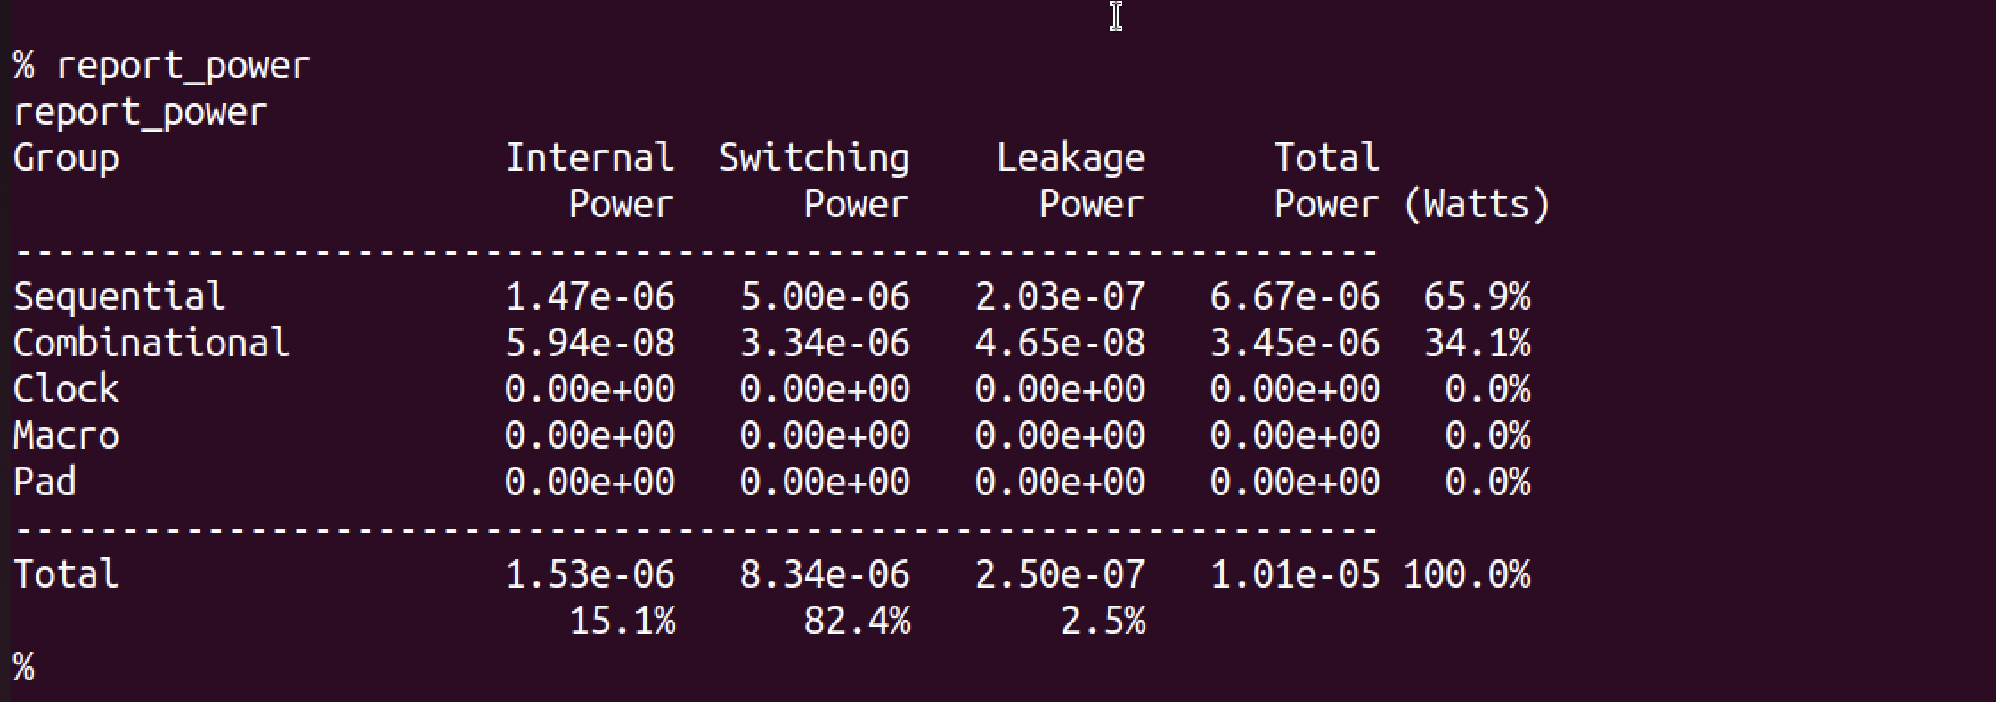 % report_power
report_power
Group                  Internal  Switching    Leakage      Total
                          Power      Power      Power      Power (Watts)
----------------------------------------------------------------
Sequential             1.47e-06   5.00e-06   2.03e-07   6.67e-06  65.9%
Combinational          5.94e-08   3.34e-06   4.65e-08   3.45e-06  34.1%
Clock                  0.00e+00   0.00e+00   0.00e+00   0.00e+00   0.0%
Macro                  0.00e+00   0.00e+00   0.00e+00   0.00e+00   0.0%
Pad                    0.00e+00   0.00e+00   0.00e+00   0.00e+00   0.0%
----------------------------------------------------------------
Total                  1.53e-06   8.34e-06   2.50e-07   1.01e-05 100.0%
                          15.1%      82.4%       2.5%
%